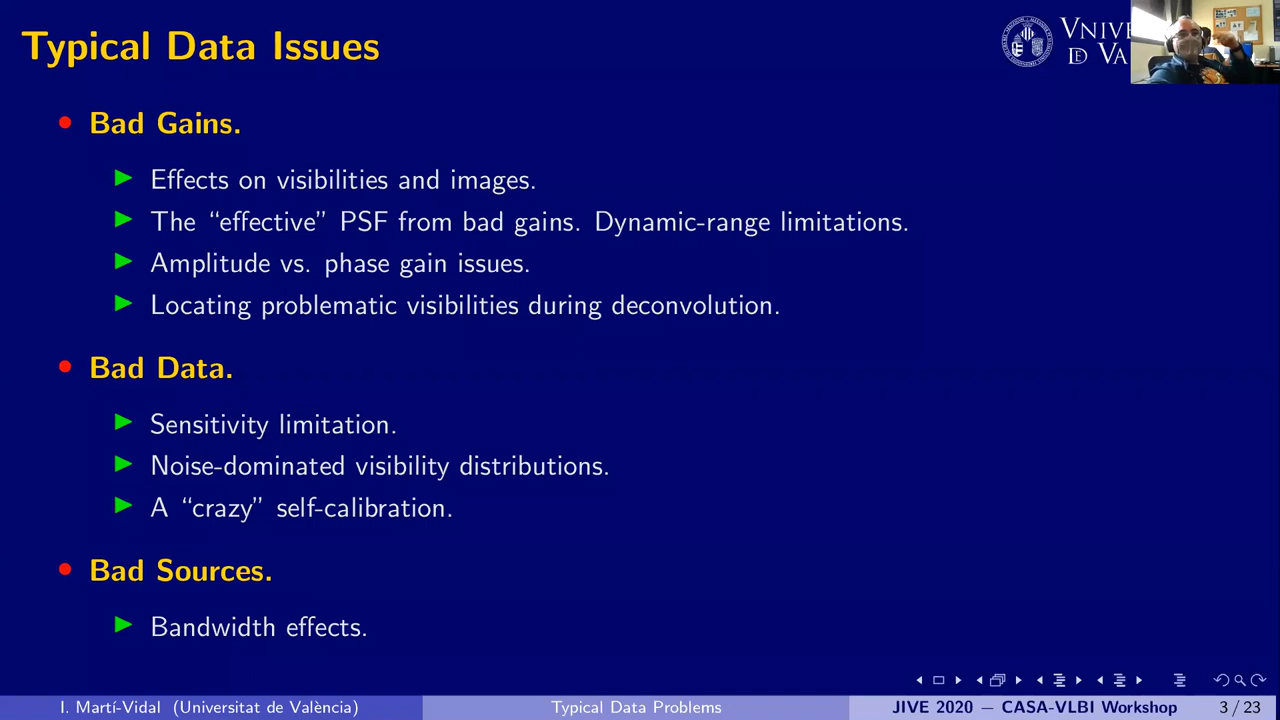 Typical Data Issues
Bad Gains.
Effects on visibilities and images.
The “effective” PSF from bad gains. Dynamic-range limitations.
Amplitude vs. phase gain issues.
Locating problematic visibilities during deconvolution.
Bad Data.
Sensitivity limitation.
Noise-dominated visibility distributions.
A “crazy” self-calibration.
Bad Sources.
Bandwidth effects.
I. Martí-Vidal (Universitat de València)
Typical Data Problems
JIVE 2020 – CASA-VLBI Workshop
3 / 23